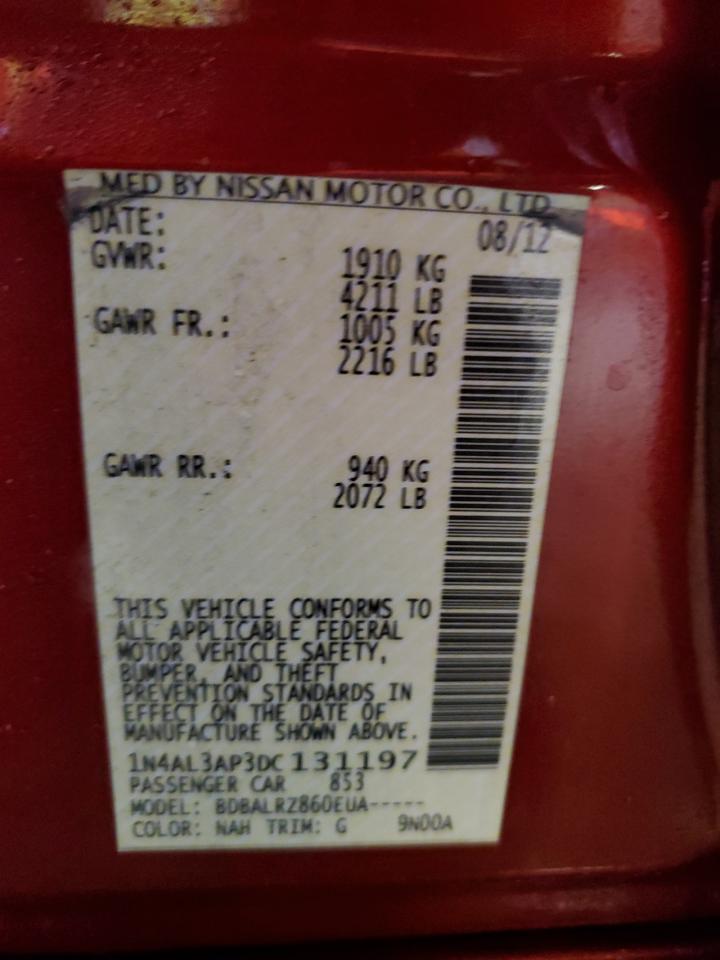 MFD BY NISSAN MOTOR CO., LTD.
DATE: 08/12
GVWR: 1910 KG
4211 LB
GAWR FR.: 1005 KG
2216 LB
GAWR RR.: 940 KG
2072 LB
THIS VEHICLE CONFORMS TO
ALL APPLICABLE FEDERAL
MOTOR VEHICLE SAFETY,
BUMPER, AND THEFT
PREVENTION STANDARDS IN
EFFECT ON THE DATE OF
MANUFACTURE SHOWN ABOVE.
1N4AL3AP3DC131197
PASSENGER CAR 853
MODEL: BDBALRZ860EUA-----
COLOR: NAH TRIM: G 9N00A